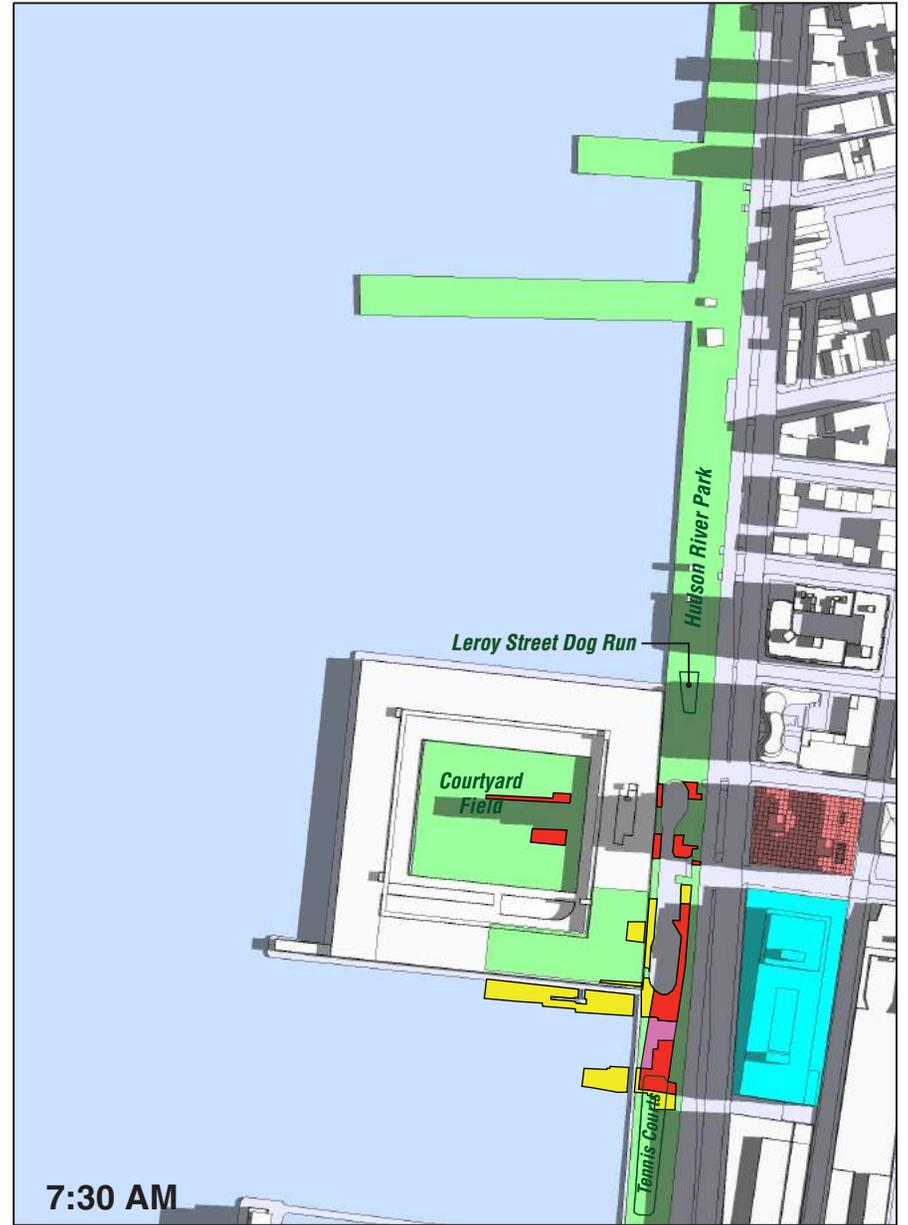 Hudson River Park
Leroy Street Dog Run
Courtyard
Field
Tennis Courts
7:30 AM